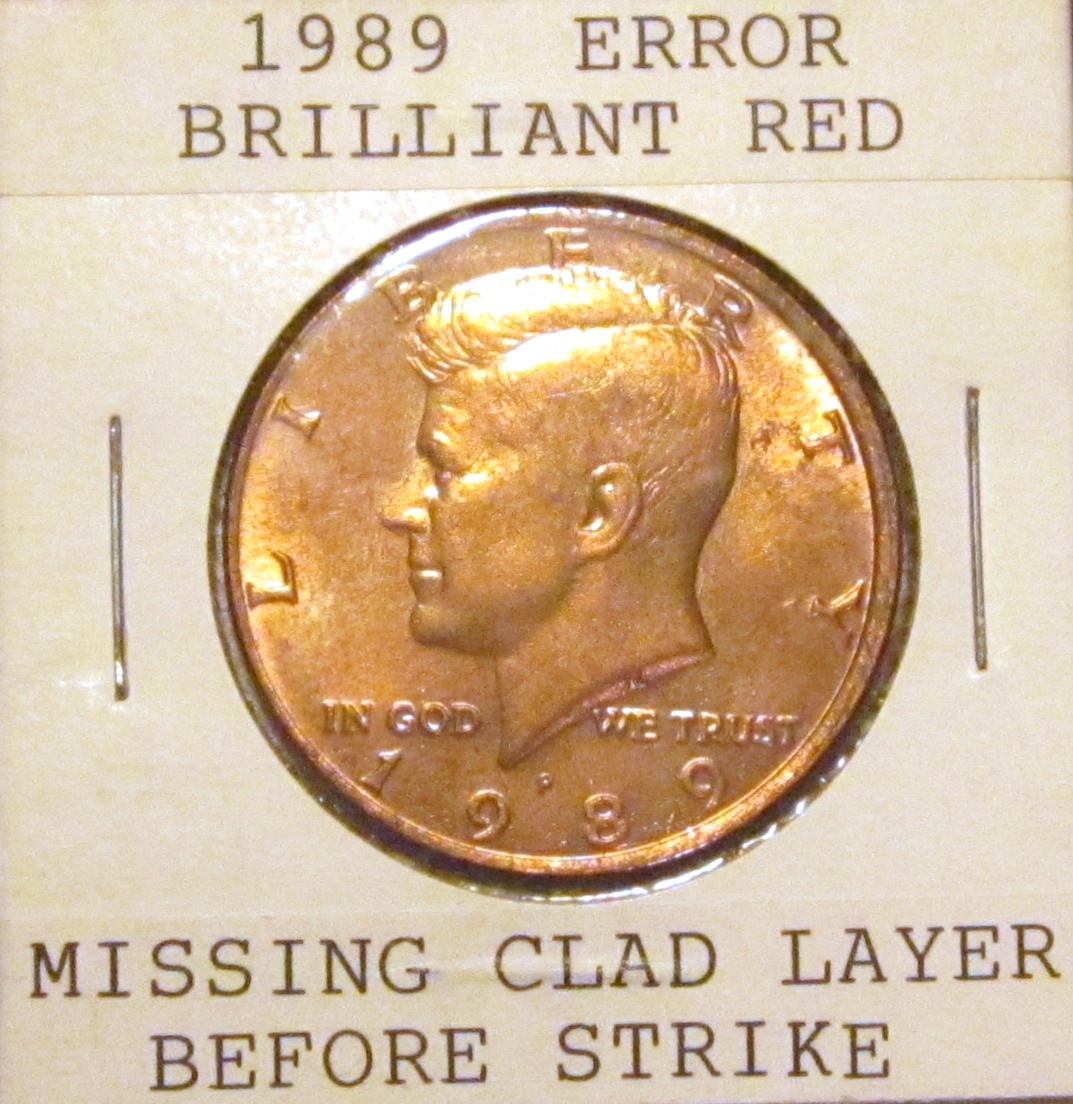 1989 ERROR
BRILLIANT RED
LIBERTY
IN GOD WE TRUST
1989
MISSING CLAD LAYER
BEFORE STRIKE